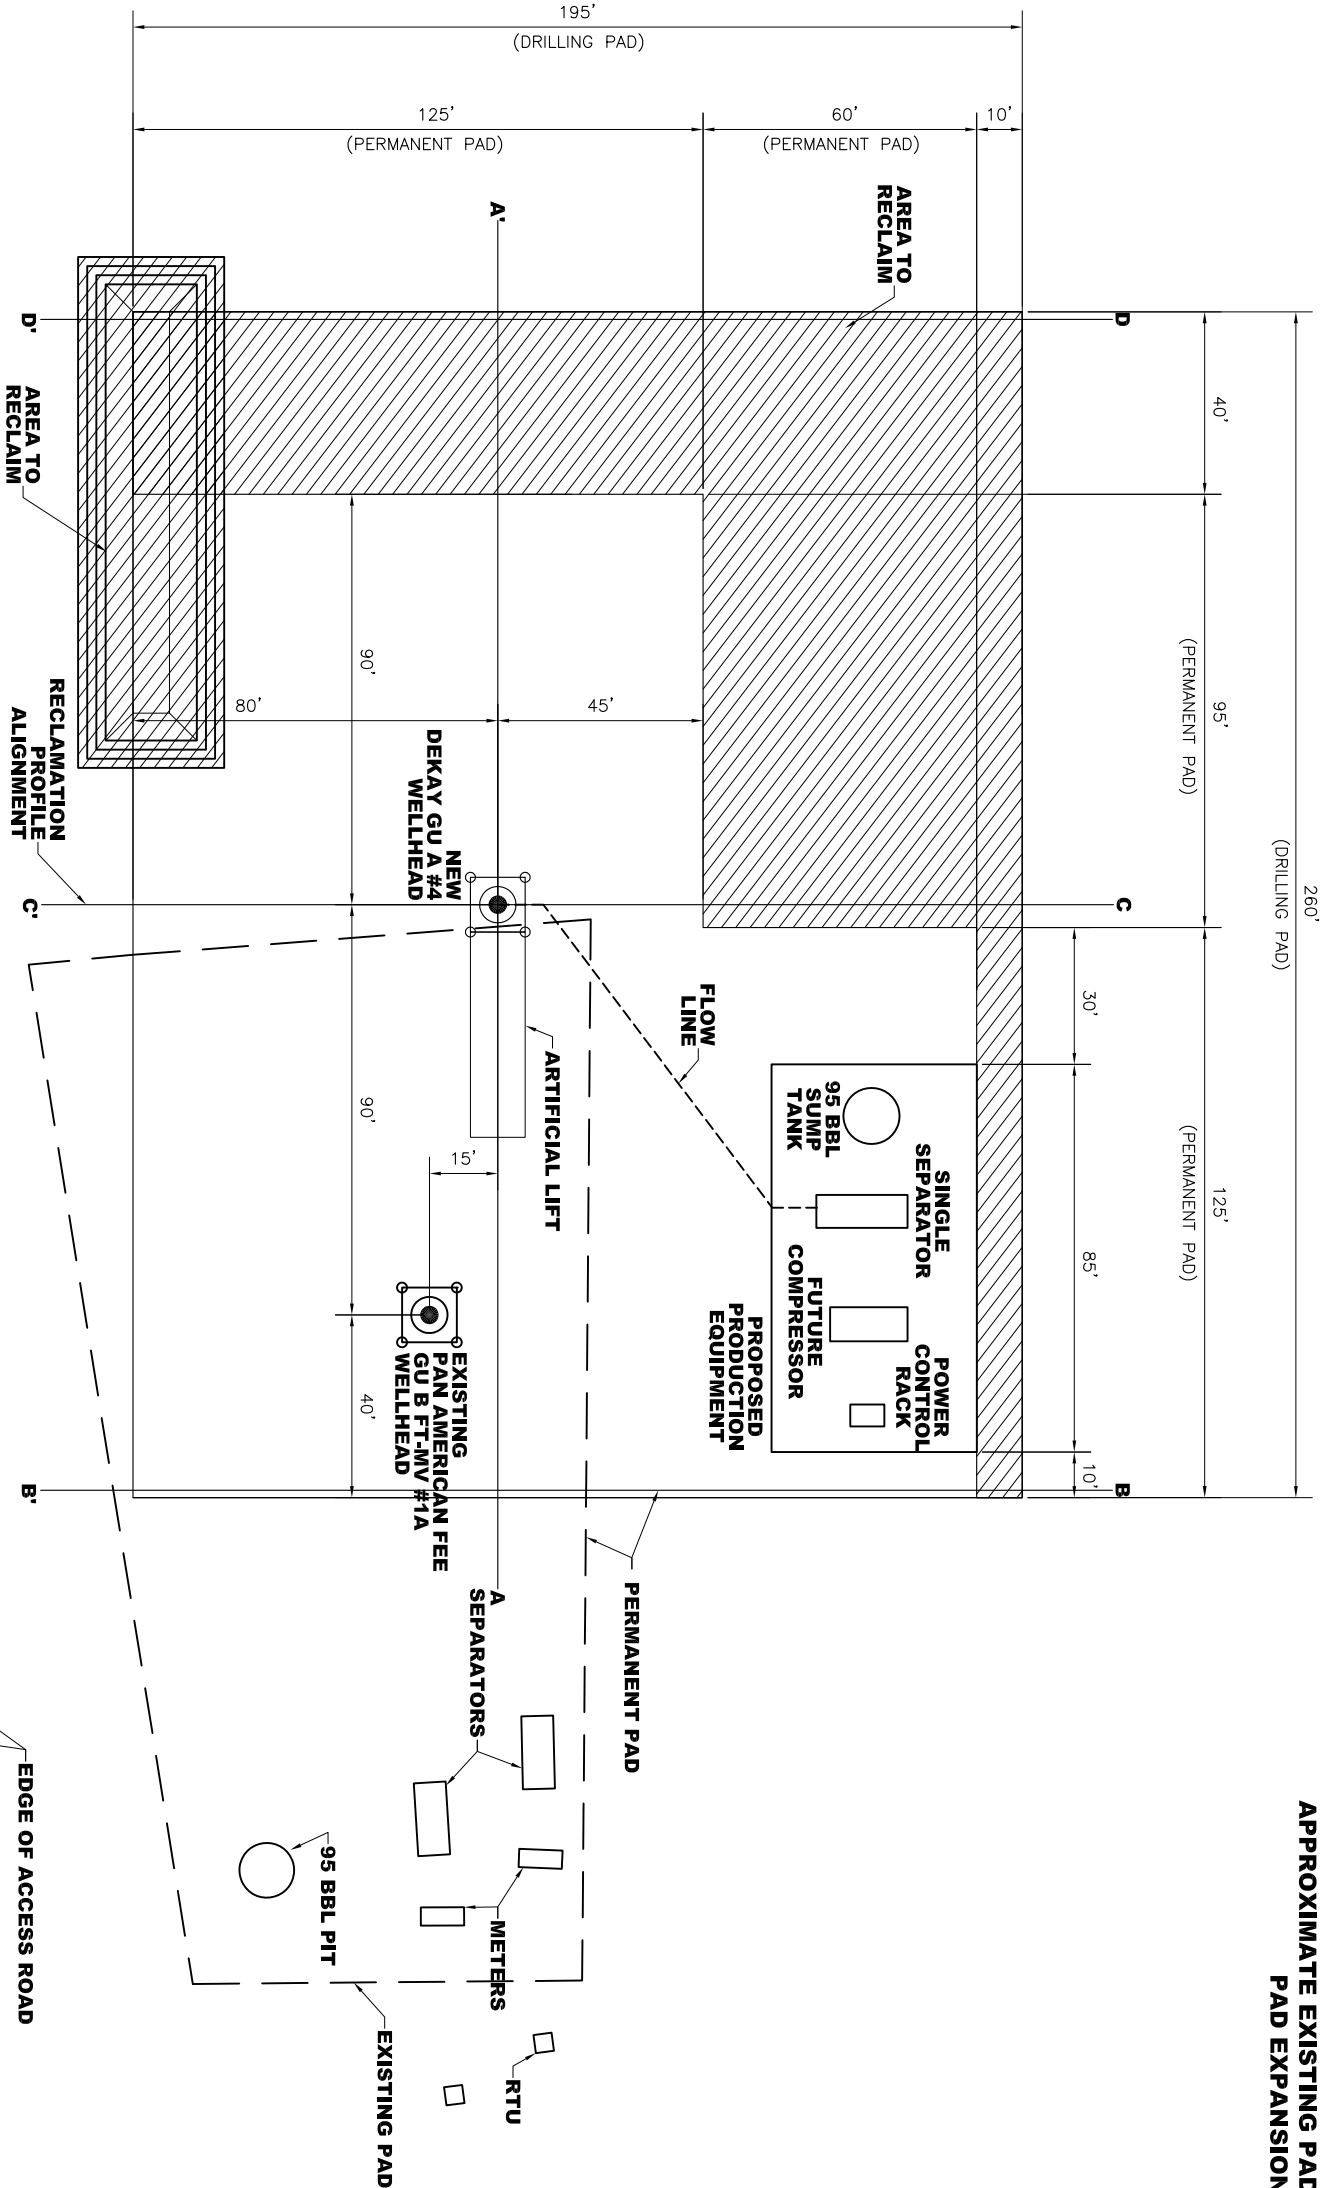 195'
(DRILLING PAD)
125'
(PERMANENT PAD)
60'
(PERMANENT PAD)
10'
AREA TO
RECLAIM
A'
D
D'
40'
260'
(DRILLING PAD)
95'
(PERMANENT PAD)
AREA TO
RECLAIM
90'
80'
45'
RECLAMATION
PROFILE
ALIGNMENT
NEW
DEKAY GU A #4
WELLHEAD
C
C'
FLOW
LINE
30'
125'
(PERMANENT PAD)
85'
10'
95 BBL
SUMP
TANK
SINGLE
SEPARATOR
FUTURE
COMPRESSOR
POWER
CONTROL
RACK
PROPOSED
PRODUCTION
EQUIPMENT
ARTIFICIAL LIFT
90'
15'
40'
EXISTING
PAN AMERICAN FEE
GU B FT-MV #1A
WELLHEAD
B
B'
A
PERMANENT PAD
SEPARATORS
METERS
95 BBL PIT
RTU
EXISTING PAD
EDGE OF ACCESS ROAD
APPROXIMATE EXISTING PAD
PAD EXPANSION